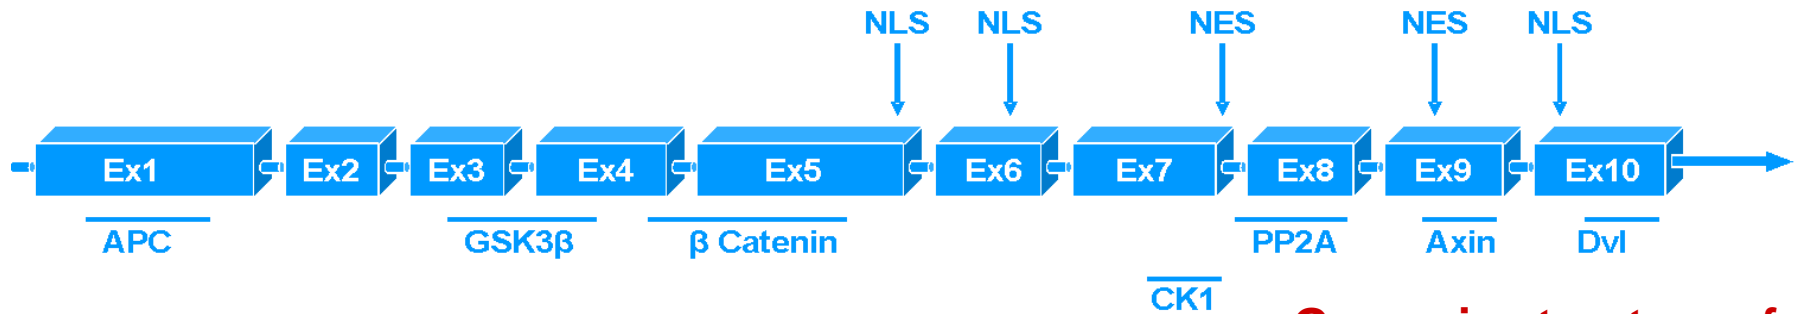 NLS NLS NES NES NLS
Ex1 Ex2 Ex3 Ex4 Ex5 Ex6 Ex7 Ex8 Ex9 Ex10
APC GSK3β β Catenin PP2A Axin Dvl
CK1